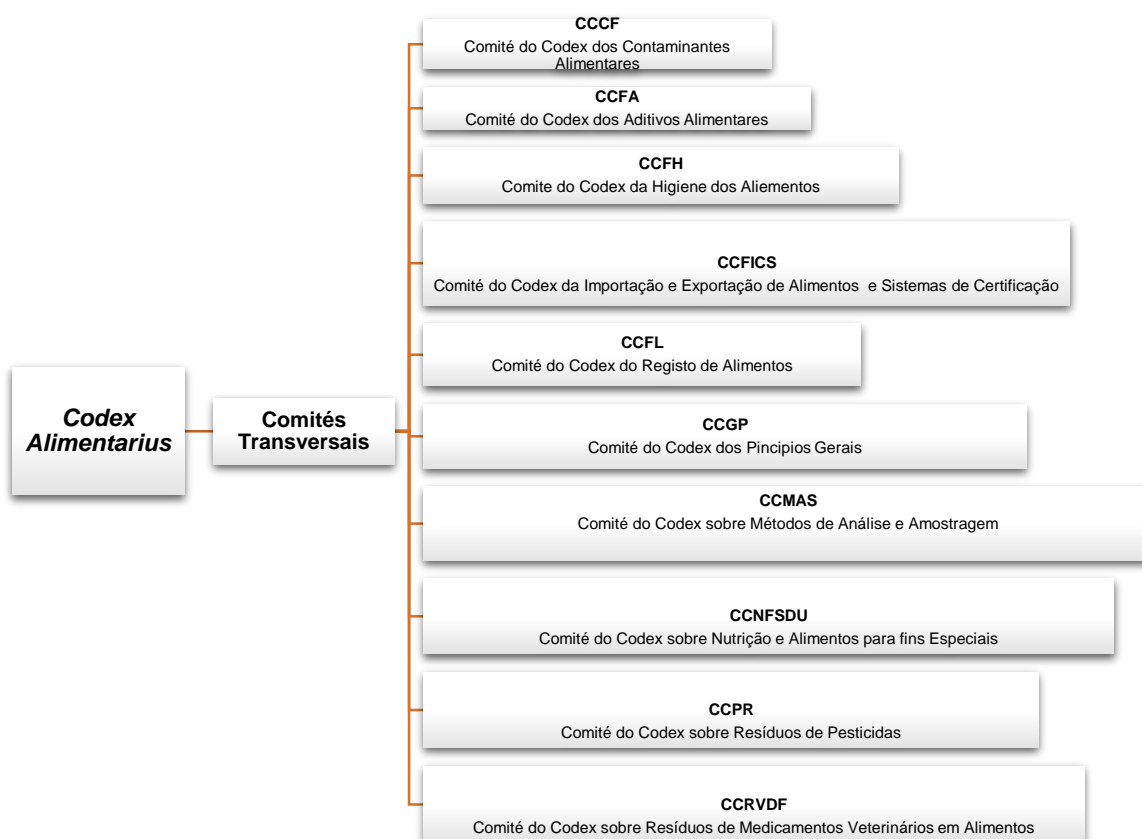 Codex
Alimentarius
Comités
Transversais
CCCF
Comité do Codex dos Contaminantes
Alimentares
CCFA
Comité do Codex dos Aditivos Alimentares
CCFH
Comite do Codex da Higiene dos Aliementos
CCFICS
Comité do Codex da Importação e Exportação de Alimentos e Sistemas de Certificação
CCFL
Comité do Codex do Registo de Alimentos
CCGP
Comité do Codex dos Pincipios Gerais
CCMAS
Comité do Codex sobre Métodos de Análise e Amostragem
CCNFSDU
Comité do Codex sobre Nutrição e Alimentos para fins Especiais
CCPR
Comité do Codex sobre Resíduos de Pesticidas
CCRVDF
Comité do Codex sobre Resíduos de Medicamentos Veterinários em Alimentos